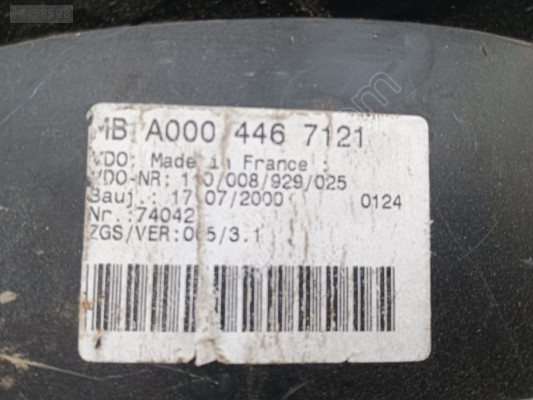 MB A000 446 7121
VDO: Made in France :
VDO-NR: 110/008/929/025
Bauj.: 17.07/2000 0124
Nr.:74042
ZGS/VER:005/3.1